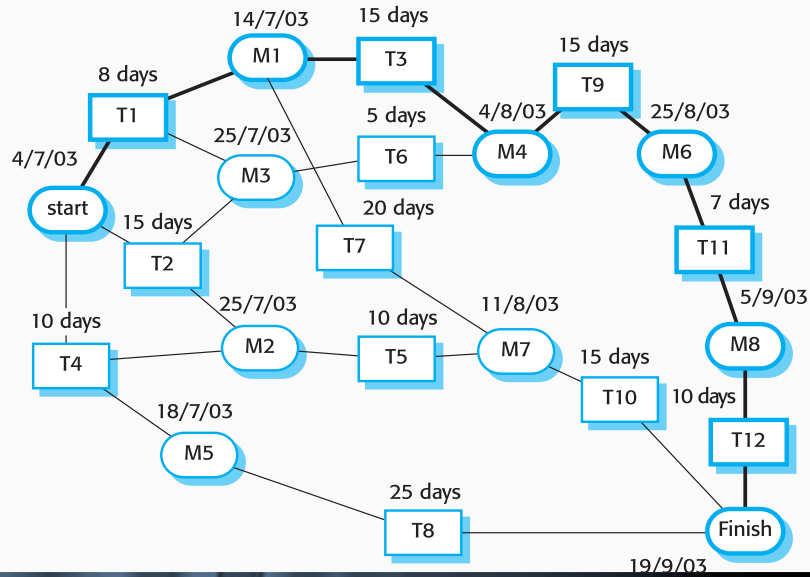 14/7/03
15 days
M1
T3
15 days
8 days
T9
T1
5 days
4/8/03
25/8/03
25/7/03
4/7/03
M3
T6
M4
M6
start
15 days
20 days
7 days
T2
T7
T11
25/7/03
11/8/03
5/9/03
10 days
10 days
M2
T5
M7
M8
T4
15 days
T10
10 days
18/7/03
M5
T12
25 days
T8
Finish
19/9/03